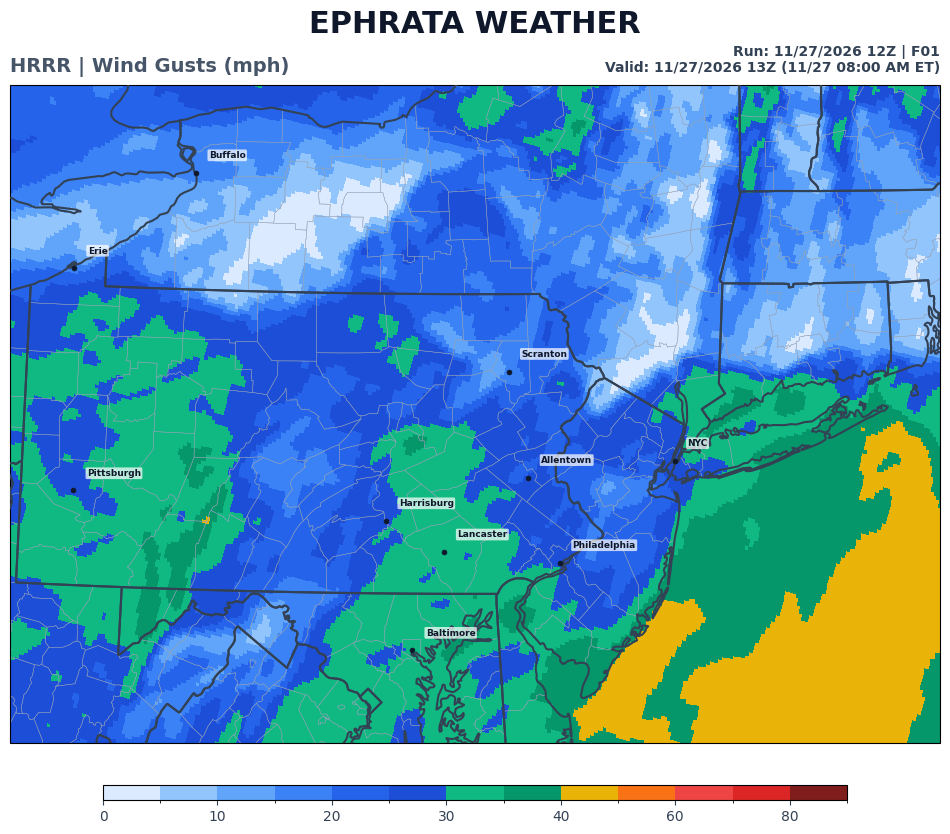 EPHRATA WEATHER
HRRR | Wind Gusts (mph)
Run: 11/27/2026 12Z | F01
Valid: 11/27/2026 13Z (11/27 08:00 AM ET)
Buffalo
Erie
Scranton
NYC
Allentown
Pittsburgh
Harrisburg
Lancaster
Philadelphia
Baltimore
0 10 20 30 40 60 80